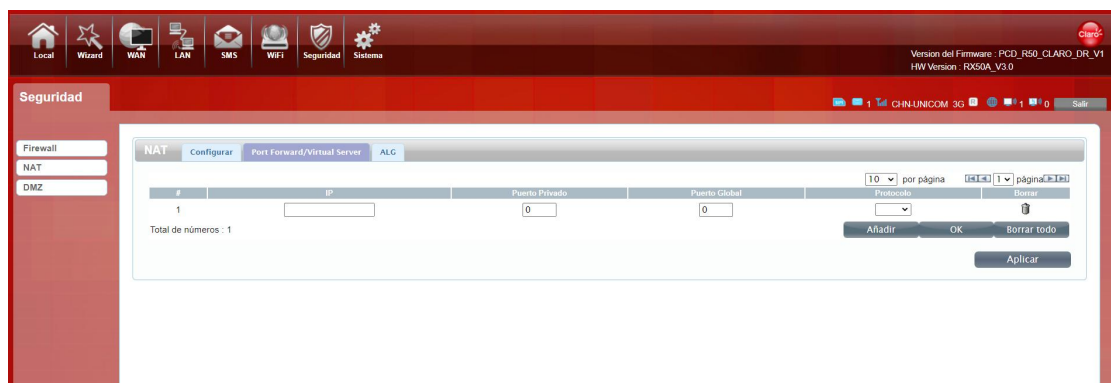 Local Wizard WAN LAN SMS WiFi Seguridad Sistema
Claro
Version del Firmware : PCD_R50_CLARO_DR_V1
HW Version : RX50A_V3.0
Seguridad
1 CHN-UNICOM 3G 1 0 Salir
Firewall
NAT
DMZ
NAT Configurar Port Forward/Virtual Server ALG
10 por página 1 página
# IP Puerto Privado Puerto Global Protocolo Borrar
1 0 0
Total de números : 1
Añadir OK Borrar todo
Aplicar